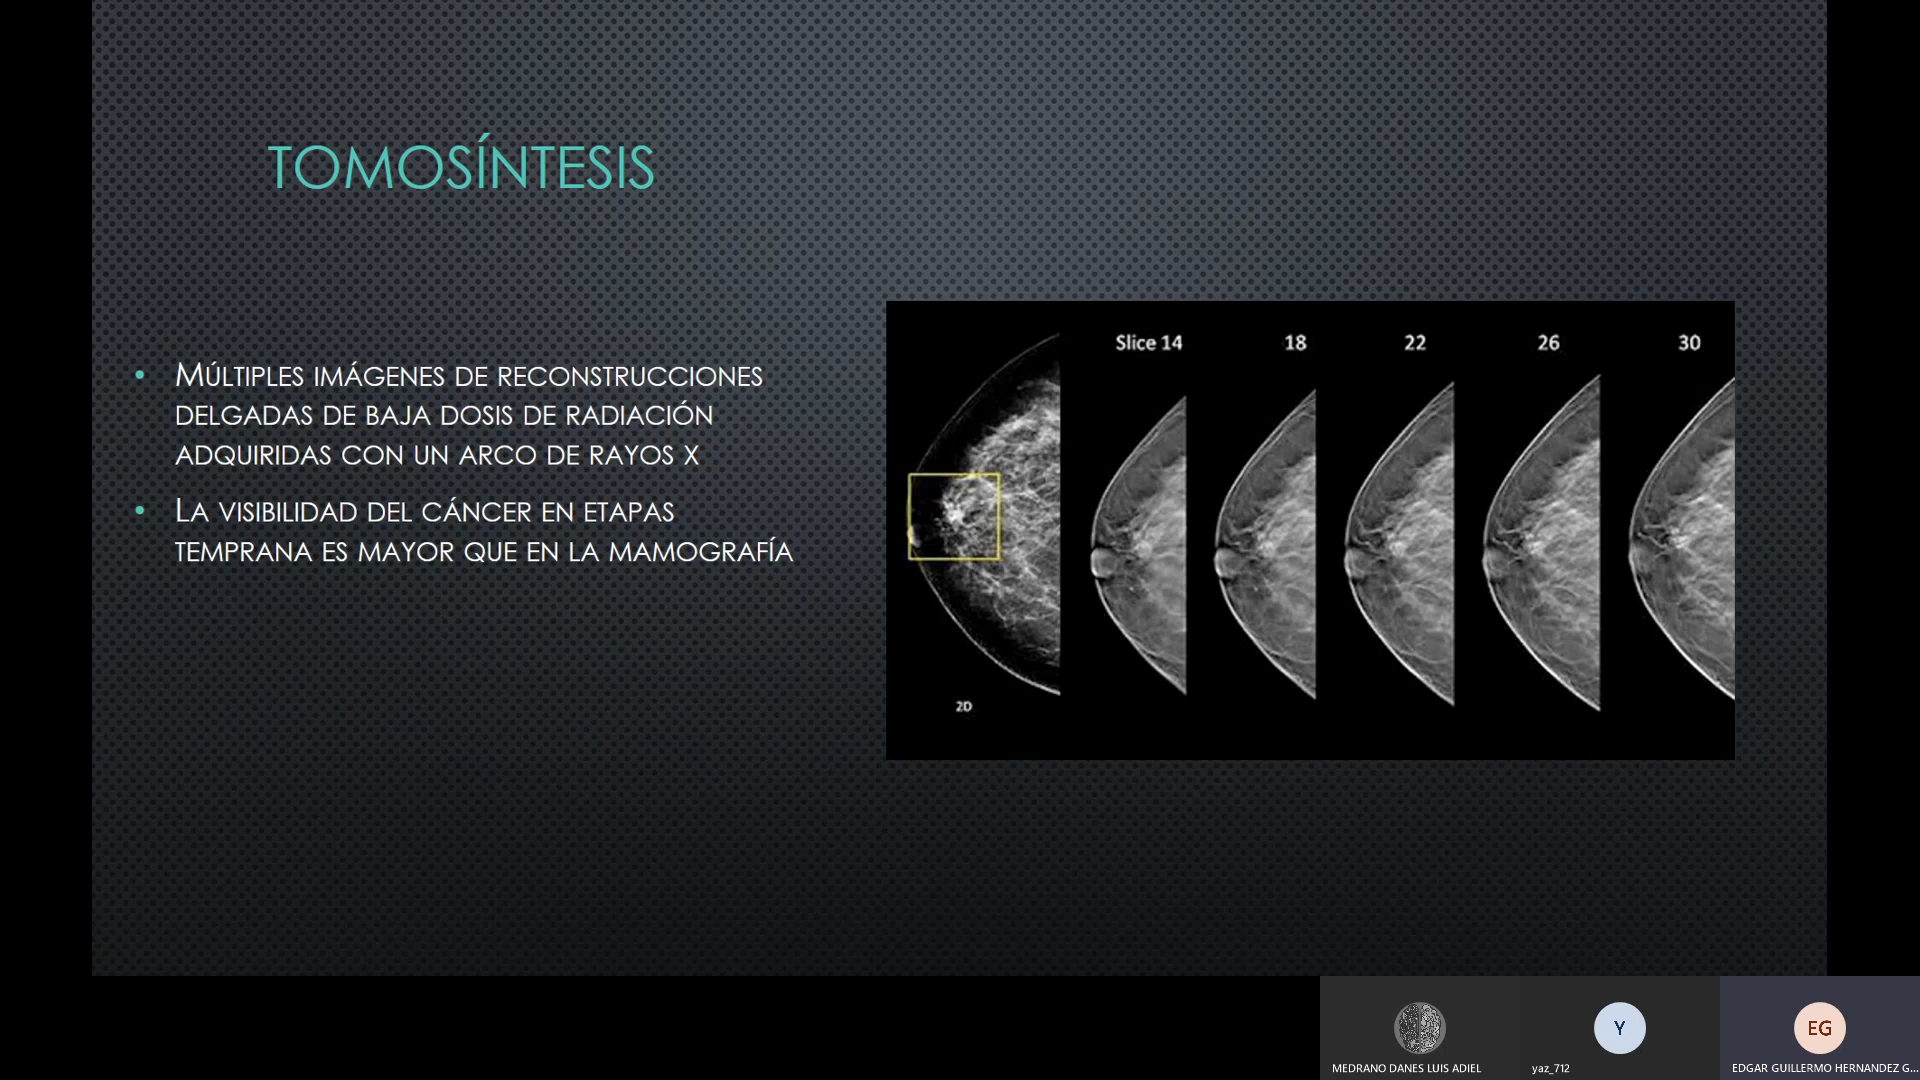 TOMOSÍNTESIS
• MÚLTIPLES IMÁGENES DE RECONSTRUCCIONES
DELGADAS DE BAJA DOSIS DE RADIACIÓN
ADQUIRIDAS CON UN ARCO DE RAYOS X
• LA VISIBILIDAD DEL CÁNCER EN ETAPAS
TEMPRANA ES MAYOR QUE EN LA MAMOGRAFÍA
Slice 14 18 22 26 30
2D
Y
EG
MEDRANO DANES LUIS ADIEL
yaz_712
EDGAR GUILLERMO HERNANDEZ G...